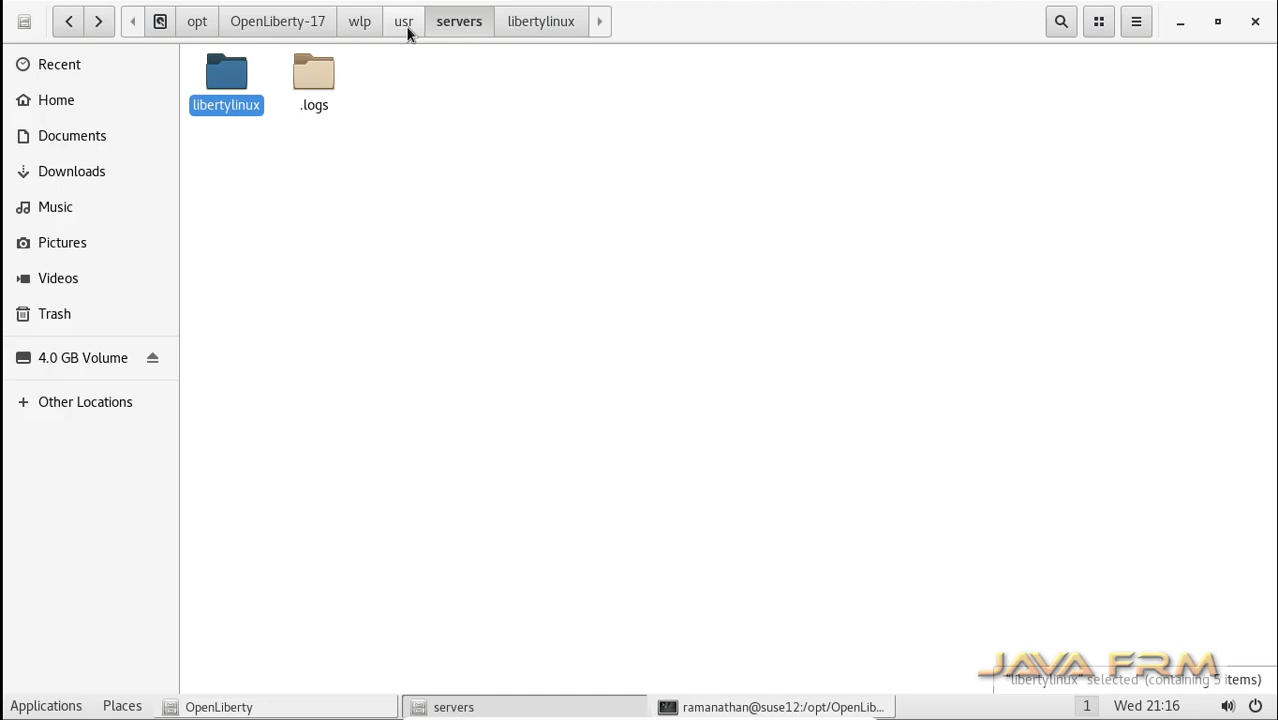 opt
OpenLiberty-17
wlp
usr
servers
libertylinux
Recent
Home
Documents
Downloads
Music
Pictures
Videos
Trash
4.0 GB Volume
Other Locations
libertylinux
.logs
JAVA FRM
"libertylinux" selected (containing 5 items)
Applications
Places
OpenLiberty
servers
ramanathan@suse12:/opt/OpenLib...
1
Wed 21:16